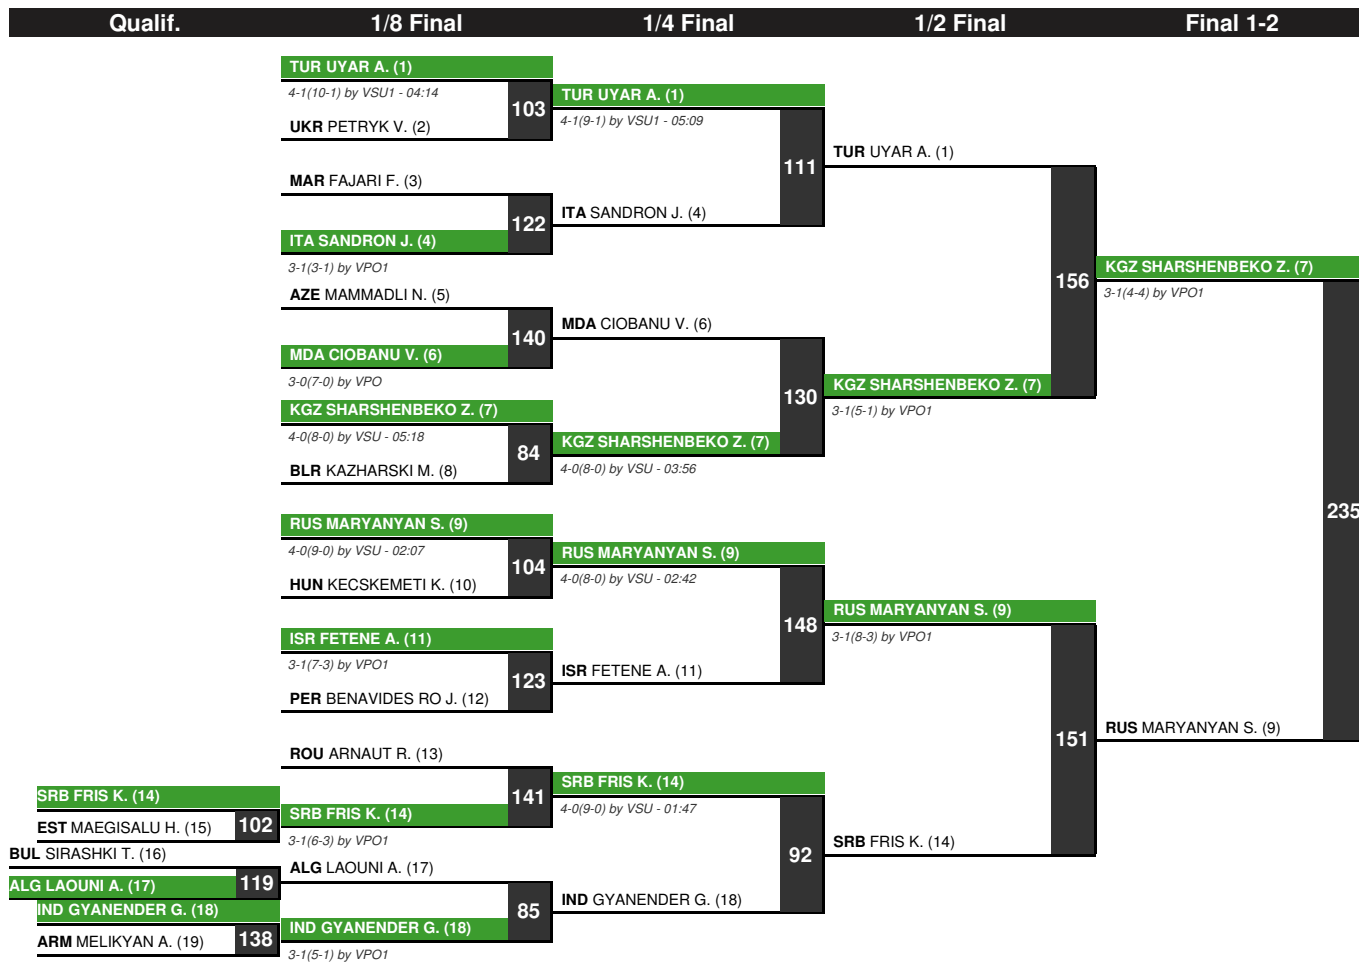 Qualif.
1/8 Final
1/4 Final
1/2 Final
Final 1-2
TUR UYAR A. (1)
4-1(10-1) by VSU1 - 04:14
UKR PETRYK V. (2)
103
MAR FAJARI F. (3)
122
ITA SANDRON J. (4)
3-1(3-1) by VPO1
AZE MAMMADLI N. (5)
140
MDA CIOBANU V. (6)
3-0(7-0) by VPO
KGZ SHARSHENBEKO Z. (7)
4-0(8-0) by VSU - 05:18
84
BLR KAZHARSKI M. (8)
RUS MARYANYAN S. (9)
4-0(9-0) by VSU - 02:07
104
HUN KECSKEMETI K. (10)
ISR FETENE A. (11)
3-1(7-3) by VPO1
123
PER BENAVIDES RO J. (12)
ROU ARNAUT R. (13)
141
SRB FRIS K. (14)
3-1(6-3) by VPO1
ALG LAOUNI A. (17)
85
IND GYANENDER G. (18)
3-1(5-1) by VPO1
SRB FRIS K. (14)
EST MAEGISALU H. (15)
102
BUL SIRASHKI T. (16)
ALG LAOUNI A. (17)
119
IND GYANENDER G. (18)
ARM MELIKYAN A. (19)
138
TUR UYAR A. (1)
4-1(9-1) by VSU1 - 05:09
111
ITA SANDRON J. (4)
MDA CIOBANU V. (6)
130
KGZ SHARSHENBEKO Z. (7)
4-0(8-0) by VSU - 03:56
RUS MARYANYAN S. (9)
4-0(8-0) by VSU - 02:42
148
ISR FETENE A. (11)
SRB FRIS K. (14)
4-0(9-0) by VSU - 01:47
92
IND GYANENDER G. (18)
TUR UYAR A. (1)
156
KGZ SHARSHENBEKO Z. (7)
3-1(5-1) by VPO1
RUS MARYANYAN S. (9)
3-1(8-3) by VPO1
151
SRB FRIS K. (14)
KGZ SHARSHENBEKO Z. (7)
3-1(4-4) by VPO1
235
RUS MARYANYAN S. (9)